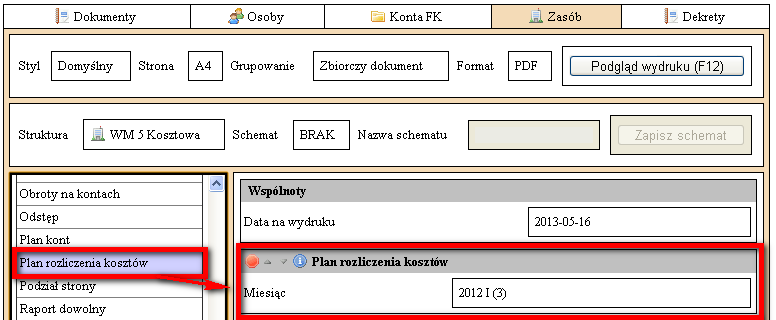 Dokumenty Osoby Konta FK Zasób Dekrety
Styl Domyślny Strona A4 Grupowanie Zbiorczy dokument Format PDF Podgląd wydruku (F12)
Struktura WM 5 Kosztowa Schemat BRAK Nazwa schematu Zapisz schemat
Obroty na kontach
Odstęp
Plan kont
Plan rozliczenia kosztów
Podział strony
Raport dowolny
Wspólnoty
Data na wydruku 2013-05-16
Plan rozliczenia kosztów
Miesiąc 2012 I (3)